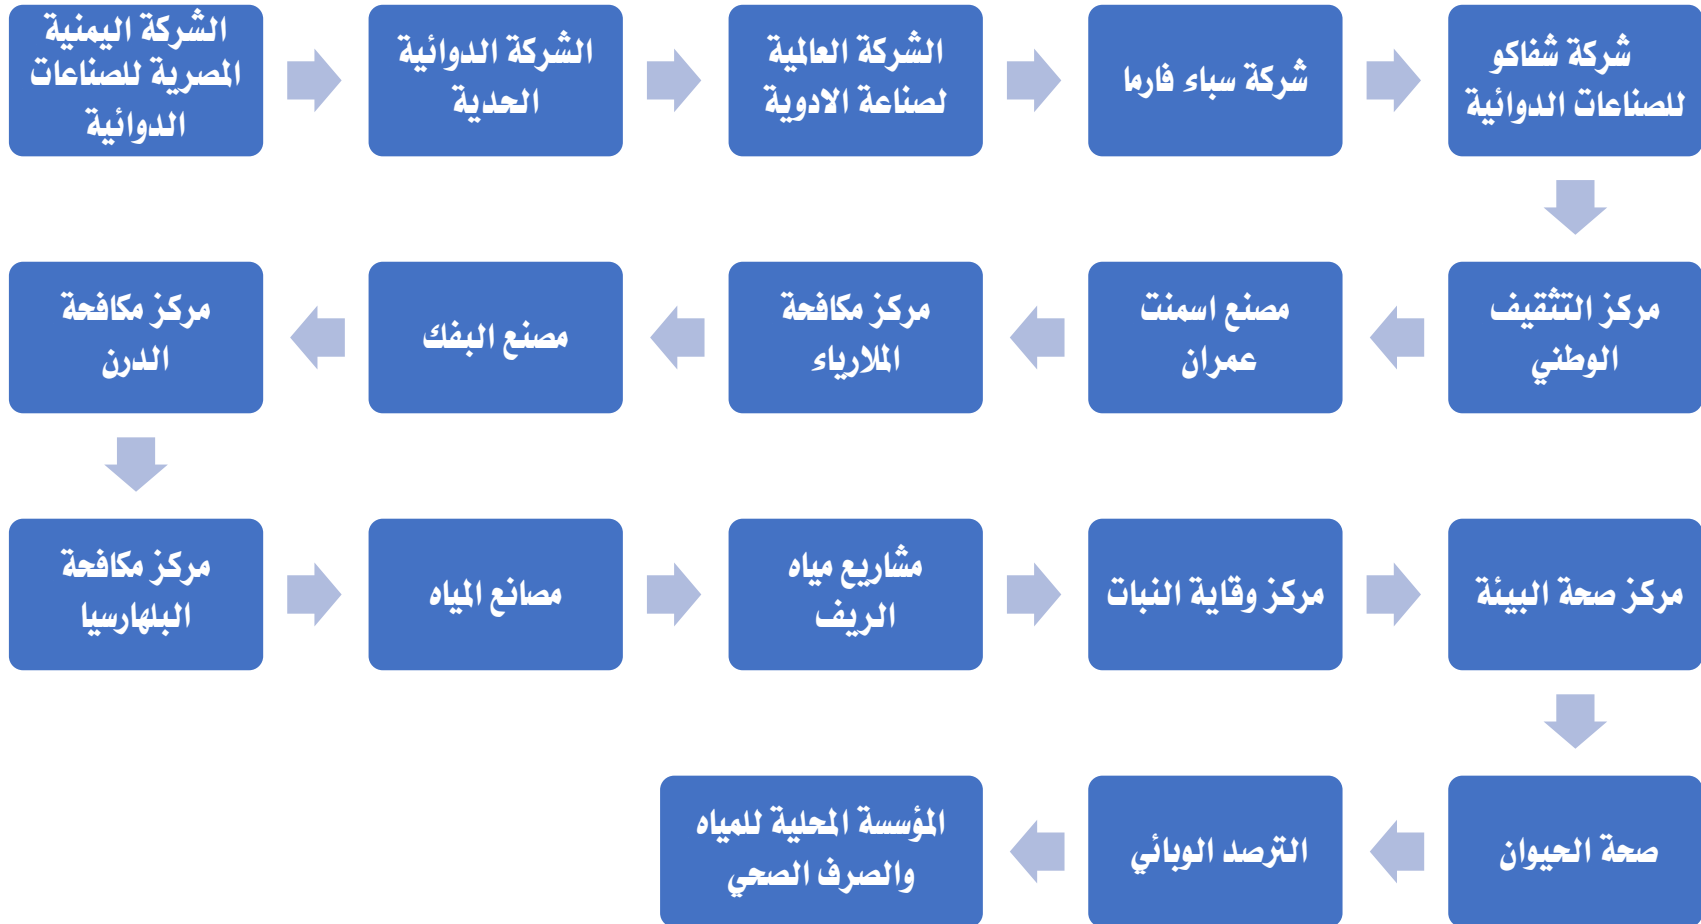 الشركة اليمنية
المصرية للصناعات
الدوائية
الشركة الدوائية
الحدية
الشركة العالمية
لصناعة الادوية
شركة سباء فارما
شركة شفاكو
للصناعات الدوائية
مركز التثقيف
الوطني
مصنع اسمنت
عمران
مركز مكافحة
الملارياء
مصنع البفك
مركز مكافحة
الدرن
مركز مكافحة
البلهارسيا
مصانع المياه
مشاريع مياه
الريف
مركز وقاية النبات
مركز صحة البيئة
صحة الحيوان
الترصد الوبائي
المؤسسة المحلية للمياه
والصرف الصحي